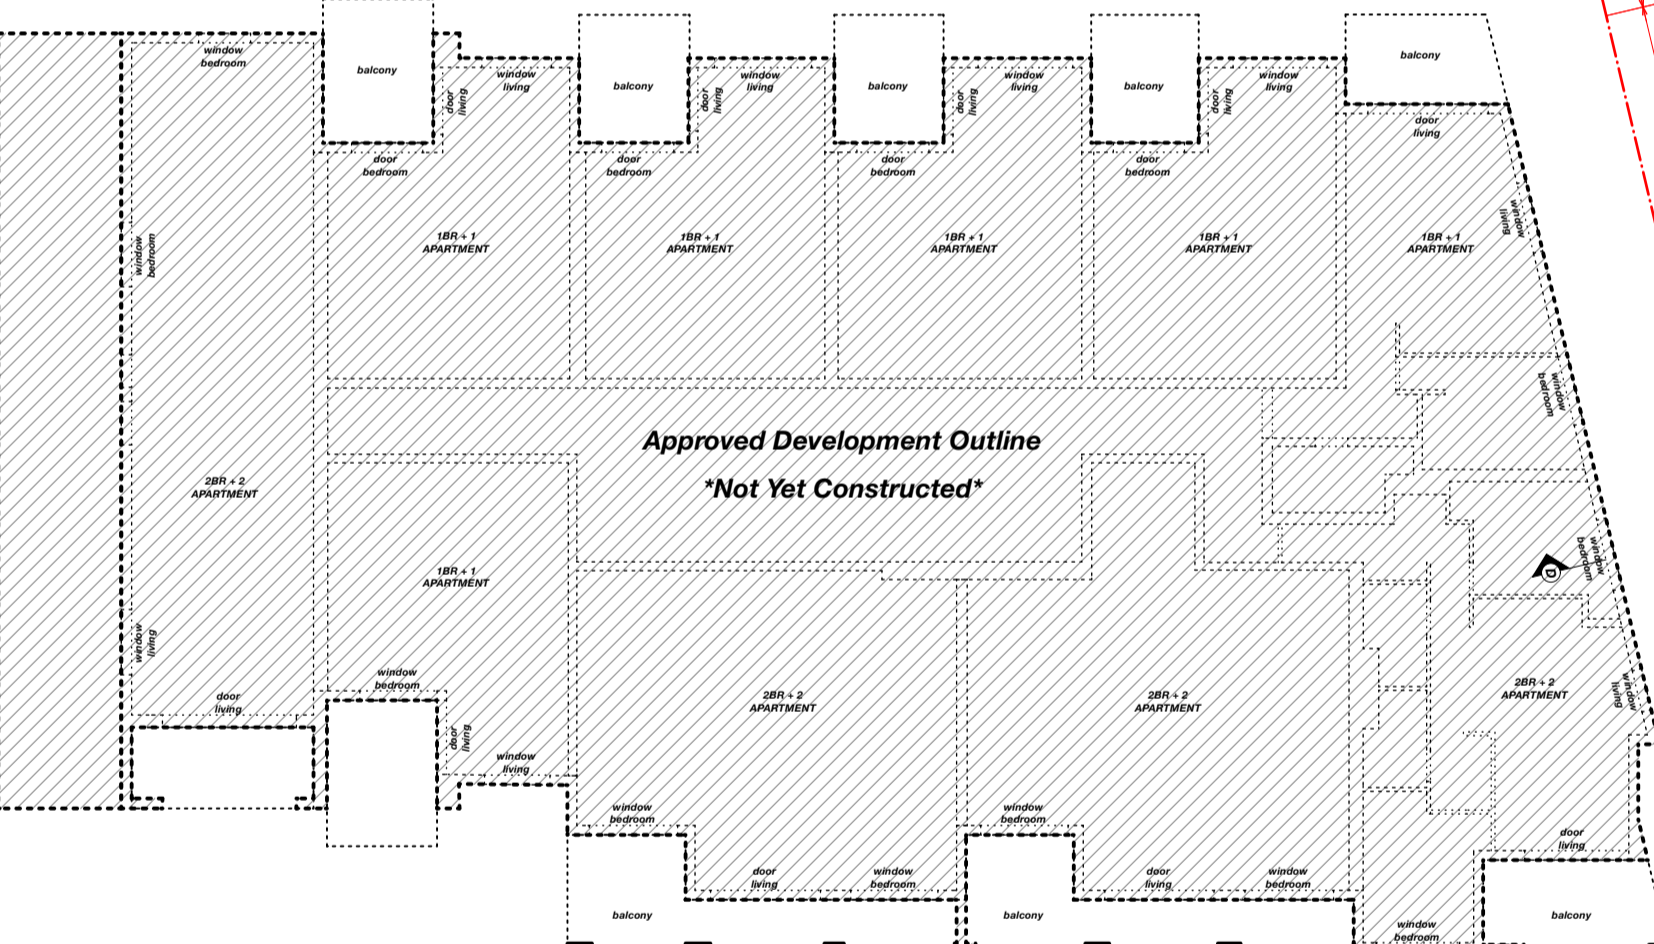 window
bedroom
balcony
door
living
window
living
balcony
door
living
window
living
balcony
door
living
window
living
balcony
door
living
window
living
balcony
door
living
door
bedroom
door
bedroom
door
bedroom
door
bedroom
window
bedroom
1BR + 1
APARTMENT
1BR + 1
APARTMENT
1BR + 1
APARTMENT
1BR + 1
APARTMENT
1BR + 1
APARTMENT
window
living
window
bedroom
Approved Development Outline
*Not Yet Constructed*
2BR + 2
APARTMENT
1BR + 1
APARTMENT
window
bedroom
D
window
living
window
bedroom
door
living
door
living
window
living
2BR + 2
APARTMENT
2BR + 2
APARTMENT
2BR + 2
APARTMENT
window
living
window
bedroom
door
living
window
bedroom
window
bedroom
door
living
window
bedroom
door
living
balcony
balcony
window
bedroom
balcony